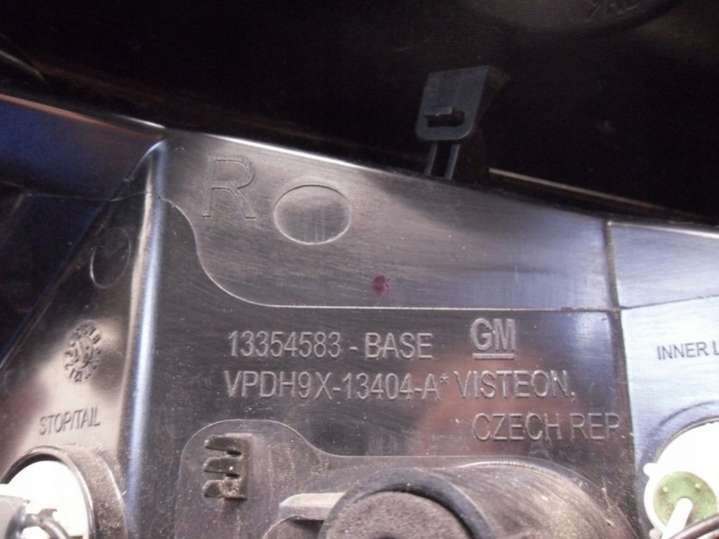 R
13354583 - BASE GM
VPDH9X-13404-A* VISTEON,
CZECH REP.
STOP/TAIL
INNER L